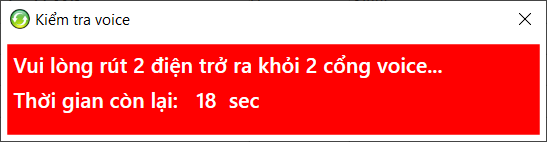 Kiểm tra voice
Vui lòng rút 2 điện trở ra khỏi 2 cổng voice...
Thời gian còn lại: 18 sec